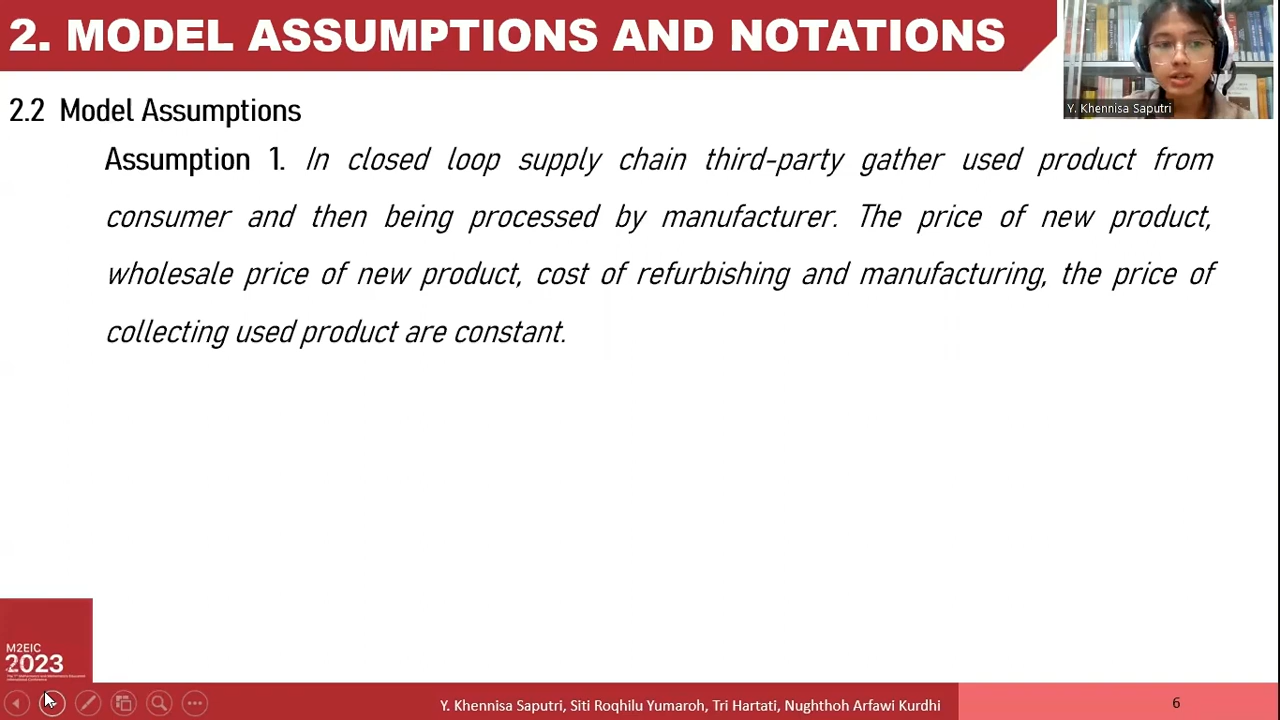 2. MODEL ASSUMPTIONS AND NOTATIONS
Y. Khennisa Saputri
2.2 Model Assumptions
Assumption 1. In closed loop supply chain third-party gather used product from
consumer and then being processed by manufacturer. The price of new product,
wholesale price of new product, cost of refurbishing and manufacturing, the price of
collecting used product are constant.
M2EIC
2023
Y. Khennisa Saputri, Siti Roqhilu Yumaroh, Tri Hartati, Nughthoh Arfawi Kurdhi
6